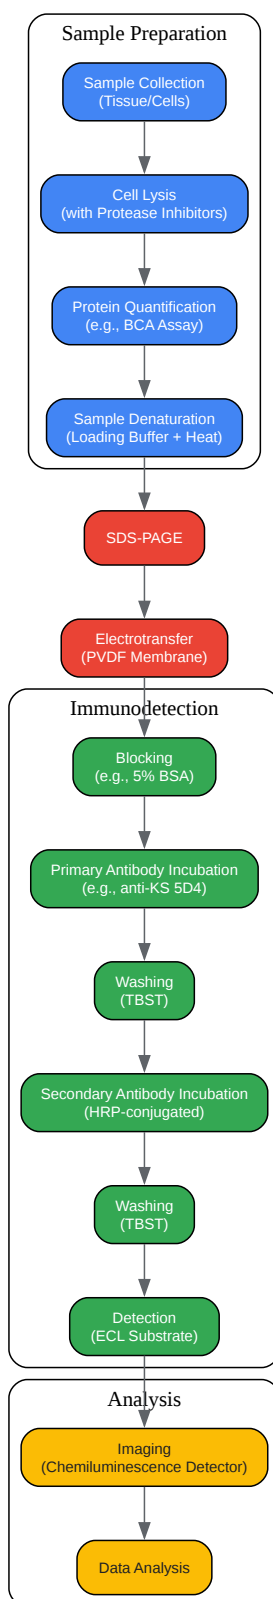 Sample Preparation
Sample Collection
(Tissue/Cells)
Cell Lysis
(with Protease Inhibitors)
Protein Quantification
(e.g., BCA Assay)
Sample Denaturation
(Loading Buffer + Heat)
SDS-PAGE
Electrotransfer
(PVDF Membrane)
Immunodetection
Blocking
(e.g., 5% BSA)
Primary Antibody Incubation
(e.g., anti-KS 5D4)
Washing
(TBST)
Secondary Antibody Incubation
(HRP-conjugated)
Washing
(TBST)
Detection
(ECL Substrate)
Analysis
Imaging
(Chemiluminescence Detector)
Data Analysis